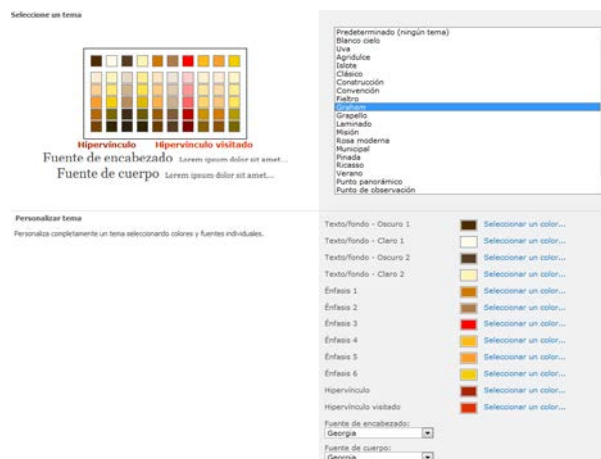 Seleccione un tema
Hipervínculo Hipervínculo visitado
Fuente de encabezado Lorem ipsum dolor sit amet...
Fuente de cuerpo Lorem ipsum dolor sit amet...
Predeterminado (ningún tema)
Blanco cielo
Uva
Agridulce
Islote
Clásico
Construcción
Convención
Fieltro
Graham
Grapello
Laminado
Misión
Rosa moderna
Municipal
Pinada
Ricasso
Verano
Punto panorámico
Punto de observación
Personalizar tema
Personaliza completamente un tema seleccionando colores y fuentes individuales.
Texto/fondo - Oscuro 1 Seleccionar un color...
Texto/fondo - Claro 1 Seleccionar un color...
Texto/fondo - Oscuro 2 Seleccionar un color...
Texto/fondo - Claro 2 Seleccionar un color...
Énfasis 1 Seleccionar un color...
Énfasis 2 Seleccionar un color...
Énfasis 3 Seleccionar un color...
Énfasis 4 Seleccionar un color...
Énfasis 5 Seleccionar un color...
Énfasis 6 Seleccionar un color...
Hipervínculo Seleccionar un color...
Hipervínculo visitado Seleccionar un color...
Fuente de encabezado:
Georgia
Fuente de cuerpo:
Georgia